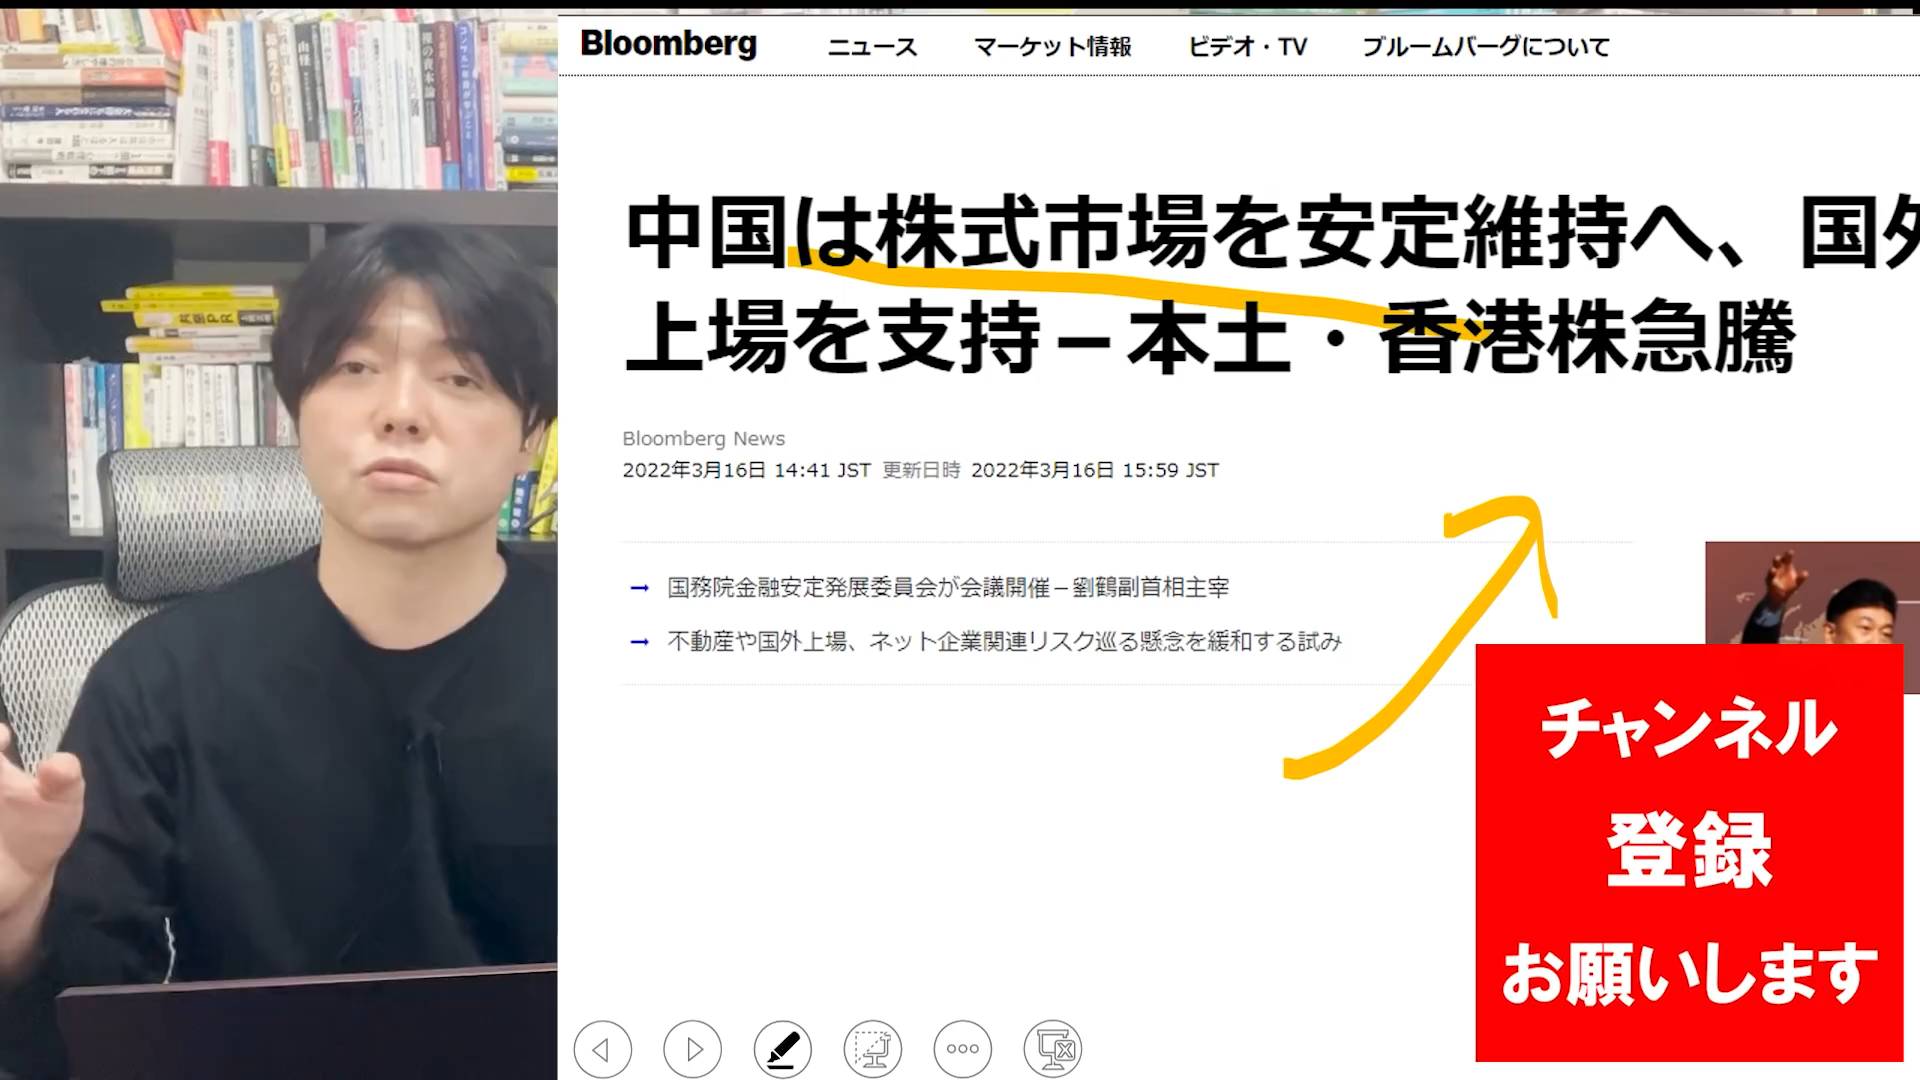 Bloomberg ニュース マーケット情報 ビデオ・TV ブルームバーグについて
中国は株式市場を安定維持へ、国外
上場を支持－本土・香港株急騰
Bloomberg News
2022年3月16日 14:41 JST 更新日時 2022年3月16日 15:59 JST
→ 国務院金融安定発展委員会が会議開催－劉鶴副首相主宰
→ 不動産や国外上場、ネット企業関連リスク巡る懸念を緩和する試み
チャンネル
登録
お願いします